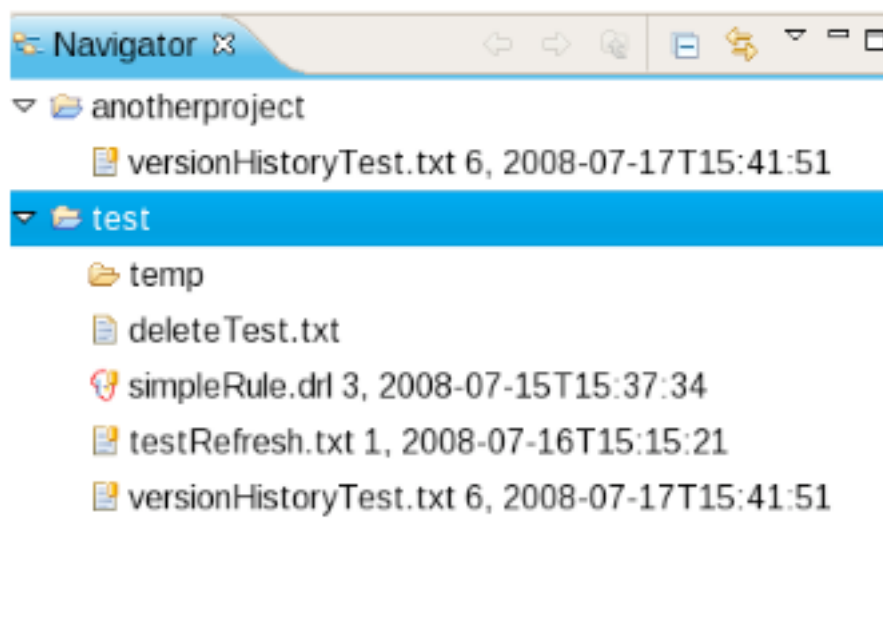 Navigator
anotherproject
versionHistoryTest.txt 6, 2008-07-17T15:41:51
test
temp
deleteTest.txt
simpleRule.drl 3, 2008-07-15T15:37:34
testRefresh.txt 1, 2008-07-16T15:15:21
versionHistoryTest.txt 6, 2008-07-17T15:41:51